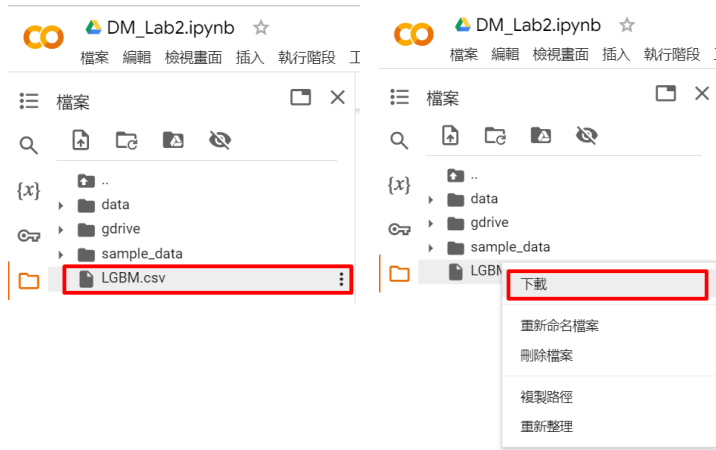 DM_Lab2.ipynb
檔案 編輯 檢視畫面 插入 執行階段 工
檔案
..
{x}
data
gdrive
sample_data
LGBM.csv
DM_Lab2.ipynb
檔案 編輯 檢視畫面 插入 執行階段
檔案
..
{x}
data
gdrive
sample_data
LGBM
下載
重新命名檔案
刪除檔案
複製路徑
重新整理